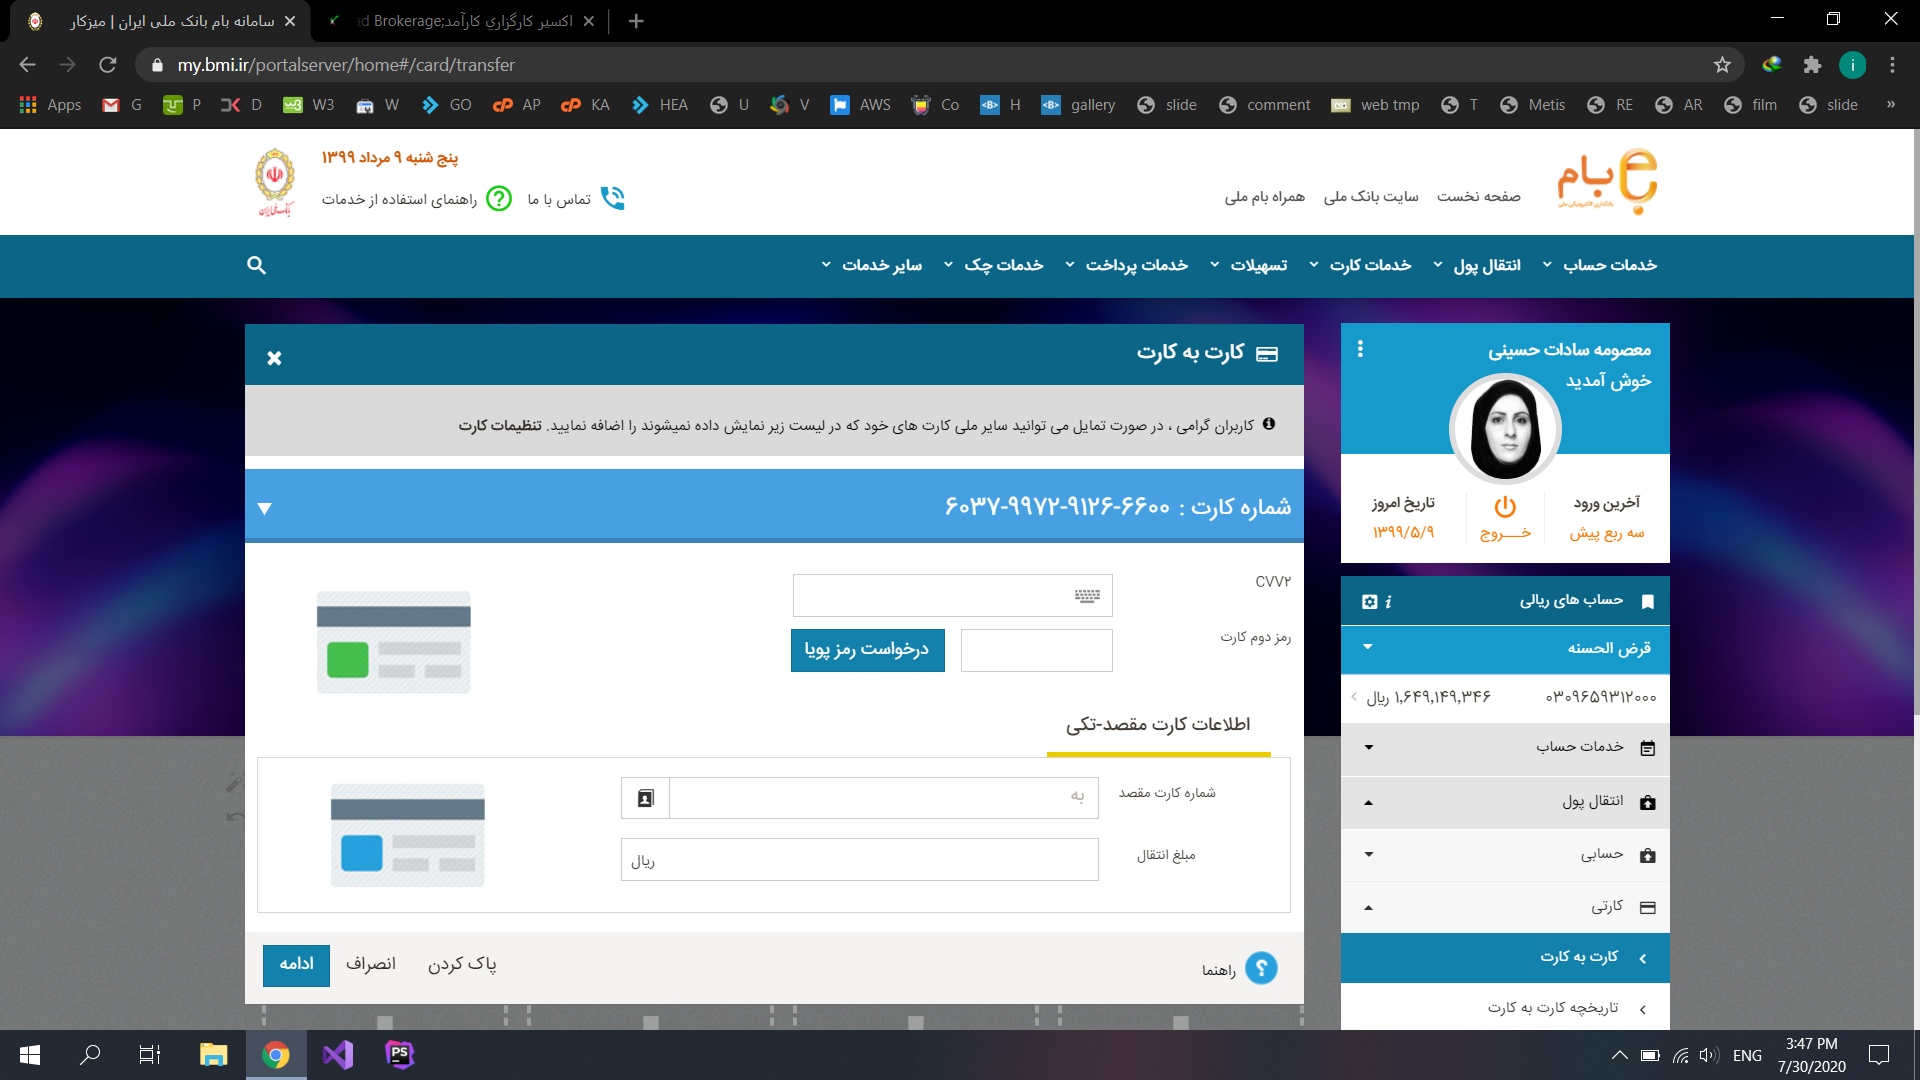 سامانه بام بانک ملی ایران | میزکار
اکسیر کارگزاري کارآمد;ad Brokerage
my.bmi.ir/portalserver/home#/card/transfer
i
Apps G P D W3 W GO AP KA HEA U V AWS Co H gallery slide comment web tmp T Metis RE AR film slide »
پنج شنبه ۹ مرداد ۱۳۹۹
تماس با ما
راهنمای استفاده از خدمات
بانک ملی ایران
بام
بانکداری الکترونیکی ملی
صفحه نخست
سایت بانک ملی
همراه بام ملی
خدمات حساب
انتقال پول
خدمات کارت
تسهیلات
خدمات پرداخت
خدمات چک
سایر خدمات
معصومه سادات حسینی
خوش آمدید
آخرین ورود
سه ربع پیش
خـــروج
تاریخ امروز
۱۳۹۹/۵/۹
حساب های ریالی
قرض الحسنه
۰۳۰۹۶۵۹۳۱۲۰۰۰
۱,۶۴۹,۱۴۹,۳۴۶ ریال
خدمات حساب
انتقال پول
حسابی
کارتی
کارت به کارت
تاریخچه کارت به کارت
کارت به کارت
کاربران گرامی ، در صورت تمایل می توانید سایر ملی کارت های خود که در لیست زیر نمایش داده نمیشوند را اضافه نمایید. تنظیمات کارت
شماره کارت : ۶۰۳۷-۹۹۷۲-۹۱۲۶-۶۶۰۰
CVV۲
رمز دوم کارت
درخواست رمز پویا
اطلاعات کارت مقصد-تکی
شماره کارت مقصد
به
مبلغ انتقال
ریال
راهنما
پاک کردن
انصراف
ادامه
PS
ENG
3:47 PM
7/30/2020